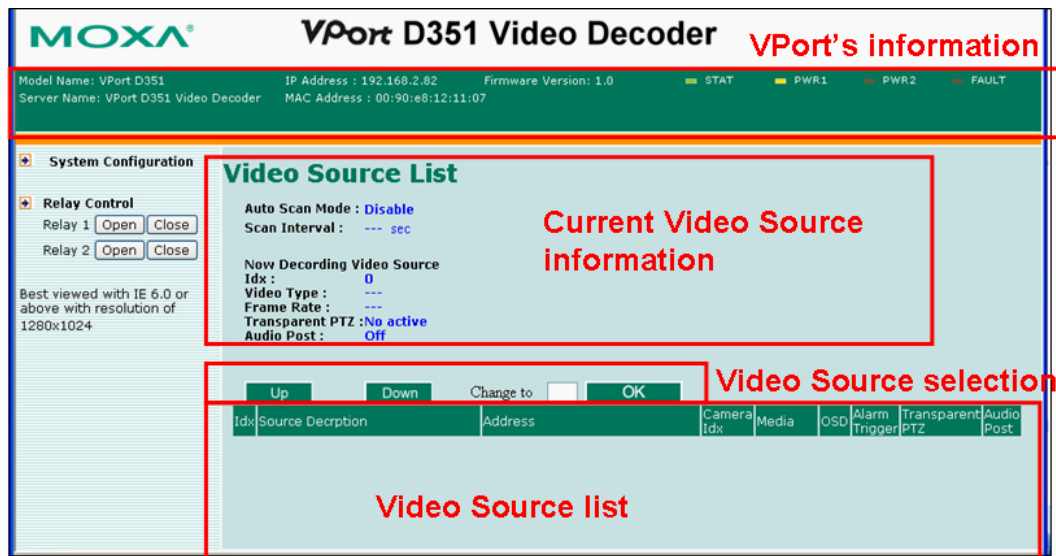 MOXA®
VPort D351 Video Decoder
VPort's information
Model Name: VPort D351
IP Address : 192.168.2.82
Firmware Version: 1.0
STAT
PWR1
PWR2
FAULT
Server Name: VPort D351 Video Decoder
MAC Address : 00:90:e8:12:11:07
System Configuration
Relay Control
Relay 1 Open Close
Relay 2 Open Close
Best viewed with IE 6.0 or
above with resolution of
1280x1024
Video Source List
Auto Scan Mode : Disable
Scan Interval : --- sec
Now Decording Video Source
Idx : 0
Video Type : ---
Frame Rate : ---
Transparent PTZ :No active
Audio Post : Off
Current Video Source
information
Up Down Change to OK
Video Source selection
Idx
Source Decrption
Address
Camera
Idx
Media
OSD
Alarm
Trigger
Transparent
PTZ
Audio
Post
Video Source list